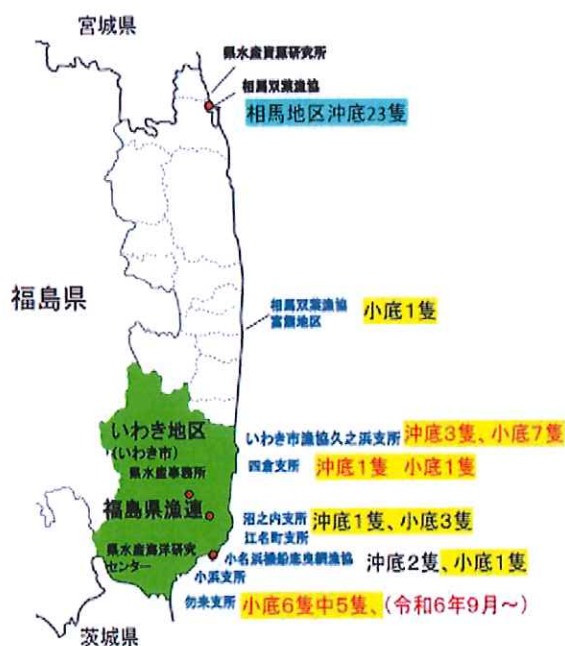 宮城県
県水産資源研究所
相馬双葉漁協
相馬地区沖底23隻
福島県
相馬双葉漁協
富熊地区
小底1隻
いわき地区
(いわき市)
県水産事務所
福島県漁連
県水産海洋研究
センター
いわき市漁協久之浜支所 沖底3隻、小底7隻
四倉支所 沖底1隻 小底1隻
沼之内支所 沖底1隻、小底3隻
江名町支所
小名浜機船底曳網漁協 沖底2隻、小底1隻
小浜支所
勿来支所 小底6隻中5隻、(令和6年9月~)
茨城県